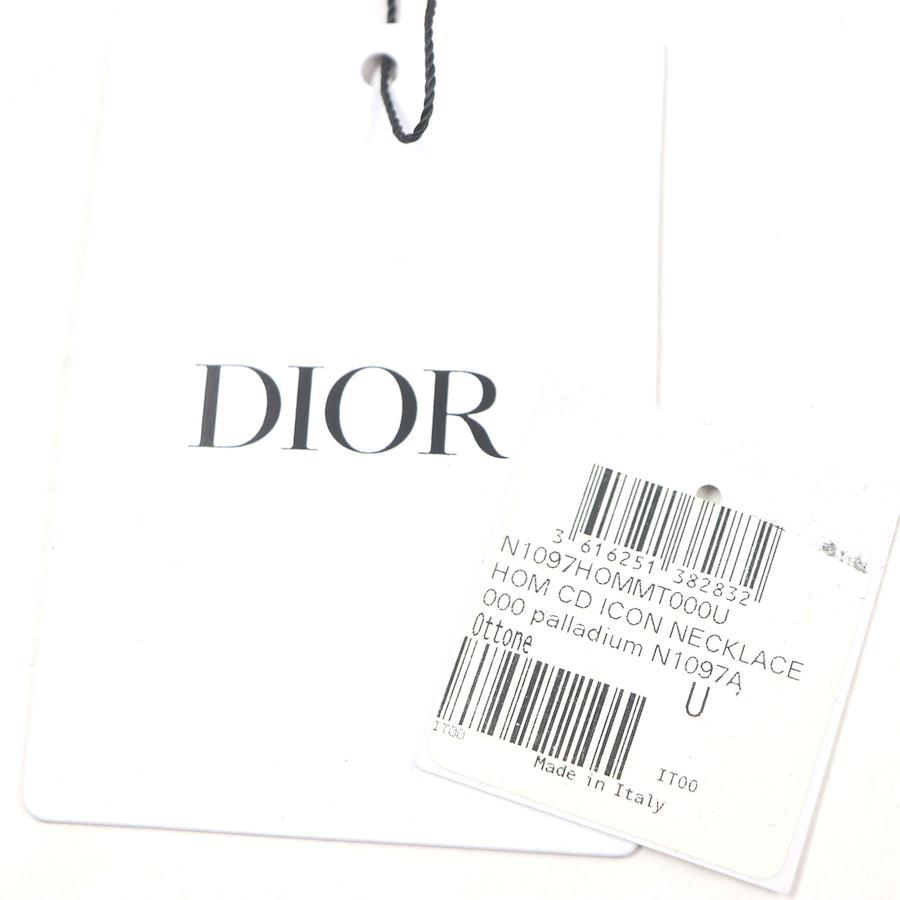 DIOR
3 616251 382832
N1097HOMMT000U
HOM CD ICON NECKLACE
000 palladium N1097A
Ottone
U
IT00
IT00
Made in Italy